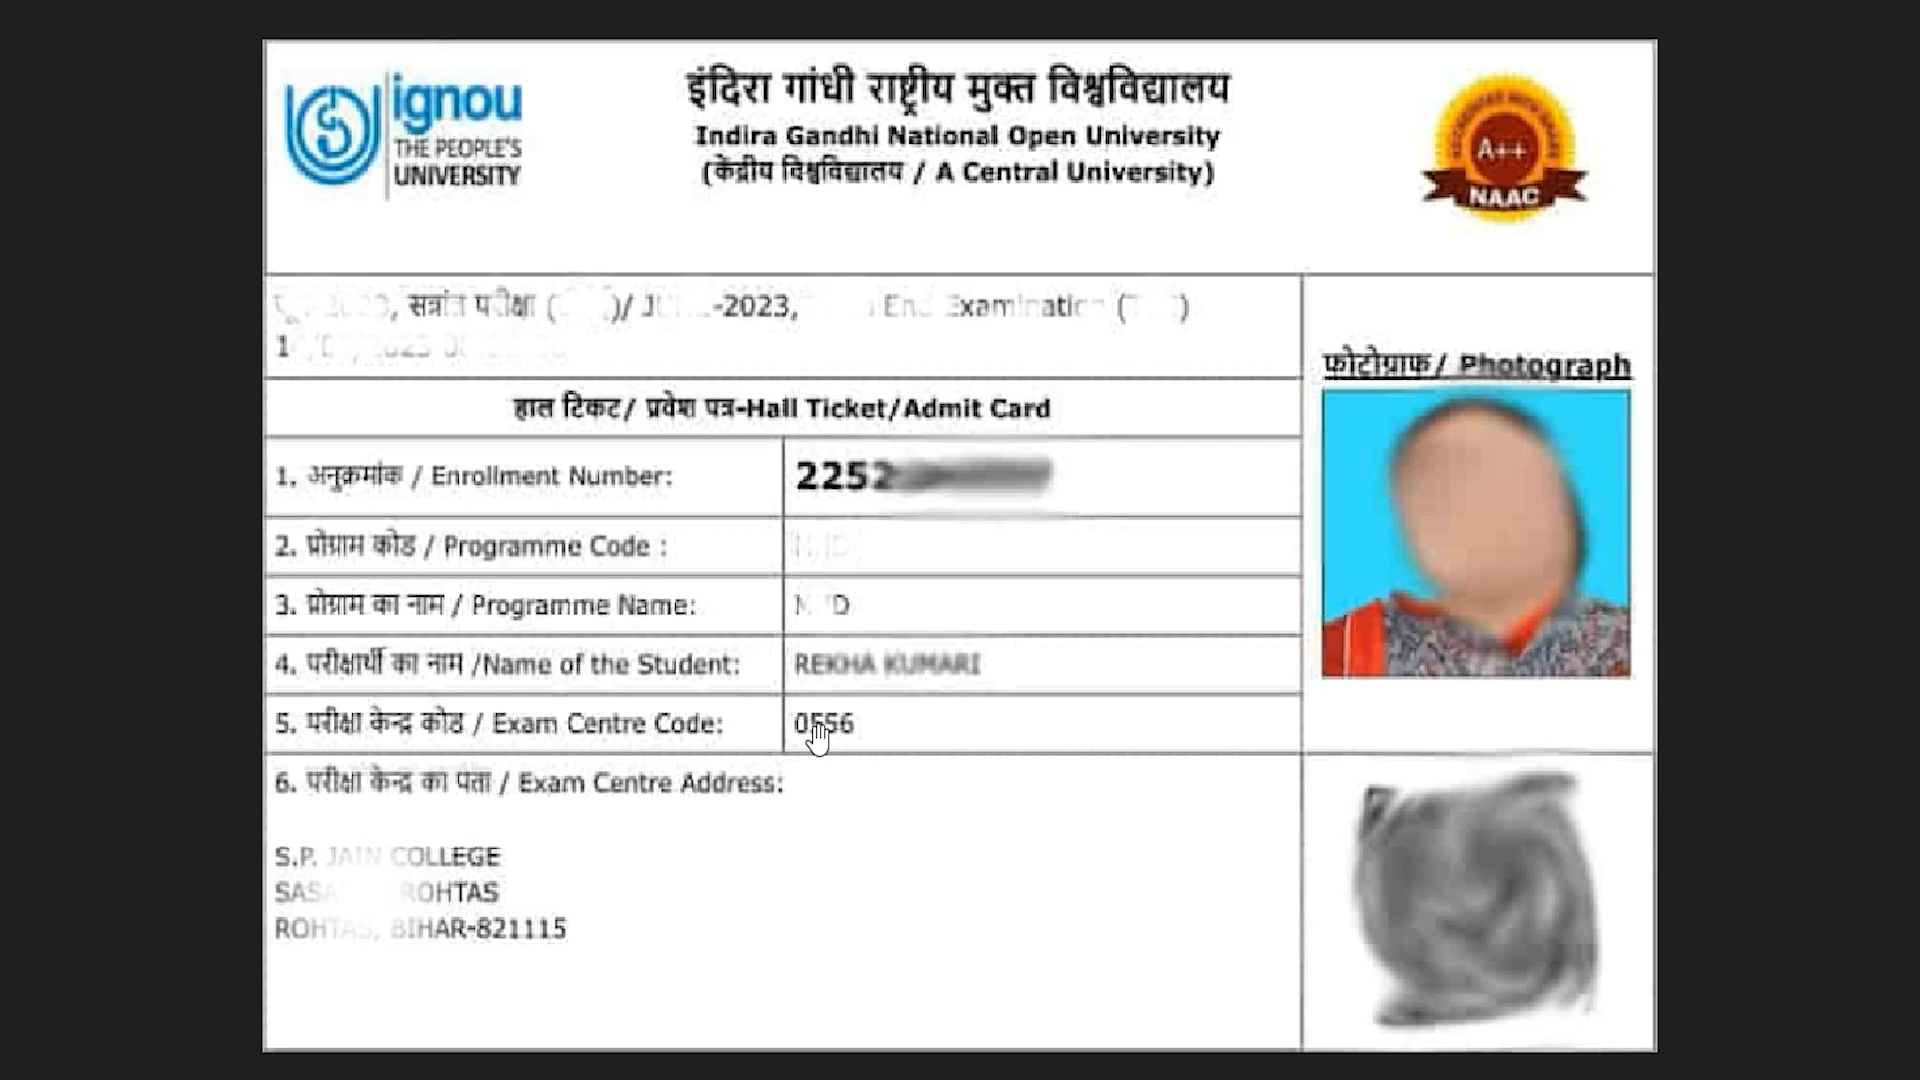 ignou
THE PEOPLE'S
UNIVERSITY
इंदिरा गांधी राष्ट्रीय मुक्त विश्वविद्यालय
Indira Gandhi National Open University
(केंद्रीय विश्वविद्यालय / A Central University)
A++
NAAC
सत्रांत परीक्षा -2023, End Examination
हाल टिकट/ प्रवेश पत्र-Hall Ticket/Admit Card
1. अनुक्रमांक / Enrollment Number: 2252
2. प्रोग्राम कोड / Programme Code :
3. प्रोग्राम का नाम / Programme Name:
4. परीक्षार्थी का नाम /Name of the Student: REKHA KUMARI
5. परीक्षा केन्द्र कोड / Exam Centre Code: 0556
6. परीक्षा केन्द्र का पता / Exam Centre Address:
S.P. JAIN COLLEGE
ROHTAS
ROHTAS, BIHAR-821115
फोटोग्राफ/ Photograph